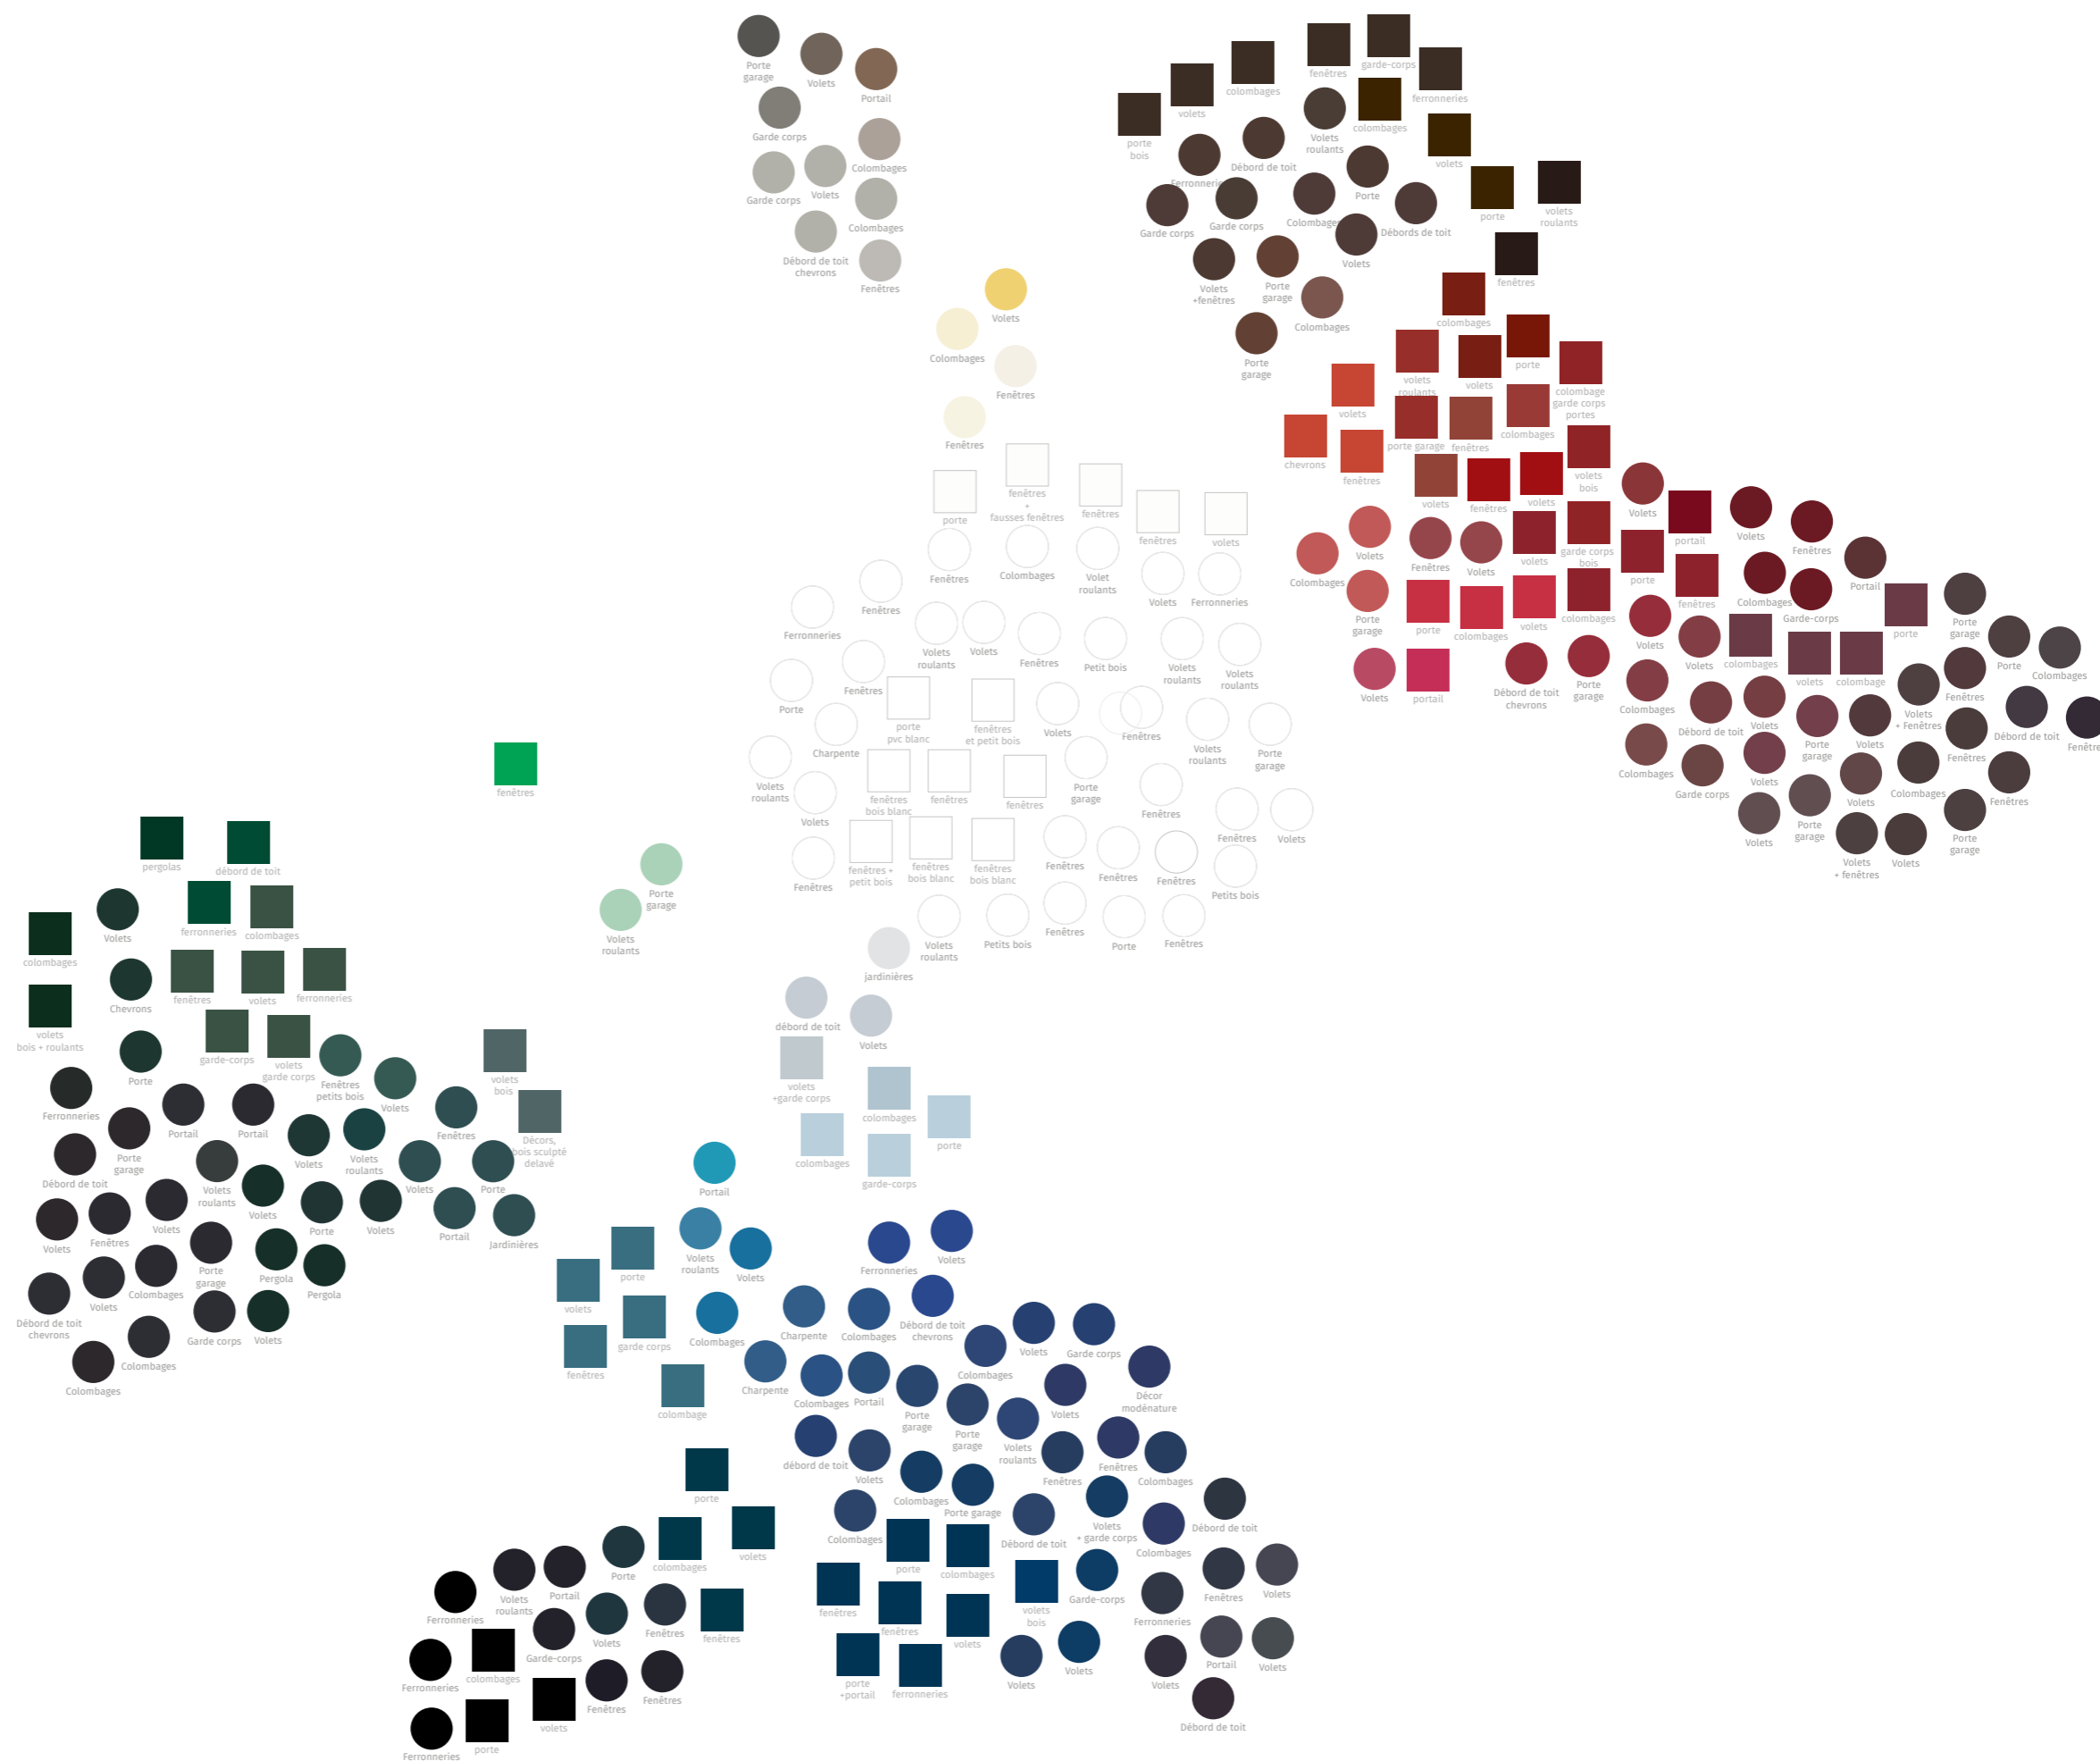 Porte
garage
Volets
Portail
Garde corps
Colombages
Garde corps
Volets
Colombages
Débord de toit
chevrons
Fenêtres
fenêtres
garde-corps
ferronneries
colombages
volets
porte
bois
Volets
roulants
colombages
volets
Débord de toit
Ferronnerie
Porte
porte
volets
roulants
Garde corps
Garde corps
Colombages
Débords de toit
Volets
fenêtres
Volets
+fenêtres
Porte
garage
Colombages
Porte
garage
Volets
Colombages
Fenêtres
Fenêtres
colombages
volets
roulants
volets
porte
colombage
garde corps
portes
volets
chevrons
fenêtres
porte garage
fenêtres
colombages
volets
fenêtres
volets
volets
bois
porte
fenêtres
+
fausses fenêtres
fenêtres
fenêtres
volets
Volets
portail
Volets
Fenêtres
Colombages
Volets
Fenêtres
Volets
volets
garde corps
bois
porte
fenêtres
Colombages
Garde-corps
Portail
Porte
garage
porte
colombages
volets
colombages
porte
Porte
garage
Volets
portail
Débord de toit
chevrons
Porte
garage
Volets
Volets
colombages
volets
colombage
Volets
+ Fenêtres
Fenêtres
Porte
Colombages
Colombages
Débord de toit
Volets
Porte
garage
Volets
Fenêtres
Débord de toit
Colombages
Garde corps
Volets
Volets
Colombages
Fenêtres
Volets
Porte
garage
Volets
+ fenêtres
Volets
Porte
garage
Fenêtres
Colombages
Volet
roulants
Volets
Ferronneries
Fenêtres
Ferronneries
Volets
roulants
Volets
Fenêtres
Petit bois
Volets
roulants
Volets
roulants
Porte
Fenêtres
porte
pvc blanc
fenêtres
et petit bois
Volets
Fenêtres
Volets
roulants
Porte
garage
Charpente
Volets
roulants
Volets
fenêtres
bois blanc
fenêtres
fenêtres
Porte
garage
Fenêtres
Fenêtres
Volets
Fenêtres
fenêtres +
petit bois
fenêtres
bois blanc
fenêtres
bois blanc
Fenêtres
Fenêtres
Fenêtres
Petits bois
Volets
roulants
Petits bois
Fenêtres
Porte
Fenêtres
jardinières
fenêtres
Porte
garage
Volets
roulants
pergolas
débord de toit
Volets
ferronneries
colombages
colombages
Chevrons
fenêtres
volets
ferronneries
volets
bois + roulants
garde-corps
volets
garde corps
Porte
Fenêtres
petits bois
Volets
volets
bois
Ferronneries
Portail
Portail
Fenêtres
Décors,
bois sculpté
delavé
Porte
garage
Volets
Volets
roulants
Débord de toit
Volets
roulants
Volets
Volets
Porte
Volets
Fenêtres
Volets
Porte
Volets
Portail
Jardinières
Porte
garage
Pergola
Pergola
Débord de toit
chevrons
Volets
Colombages
Garde corps
Volets
Colombages
Colombages
débord de toit
Volets
volets
+garde corps
colombages
porte
colombages
garde-corps
Portail
Volets
roulants
Volets
porte
volets
garde corps
fenêtres
colombage
Colombages
Ferronneries
Volets
Charpente
Colombages
Débord de toit
chevrons
Volets
Garde corps
Charpente
Colombages
Portail
Colombages
Porte
garage
Porte
garage
Volets
Décor
modénature
débord de toit
Volets
Volets
roulants
Fenêtres
Fenêtres
Colombages
Colombages
Porte garage
Colombages
Débord de toit
Volets
+ garde corps
Colombages
Débord de toit
porte
colombages
volets
porte
colombages
fenêtres
fenêtres
volets
volets
bois
Garde-corps
Ferronneries
Fenêtres
Volets
porte
+portail
ferronneries
Volets
Volets
Volets
Portail
Volets
Débord de toit
Porte
Volets
roulants
Portail
Ferronneries
Garde-corps
Volets
Fenêtres
fenêtres
Ferronneries
colombages
Fenêtres
Fenêtres
volets
Ferronneries
porte